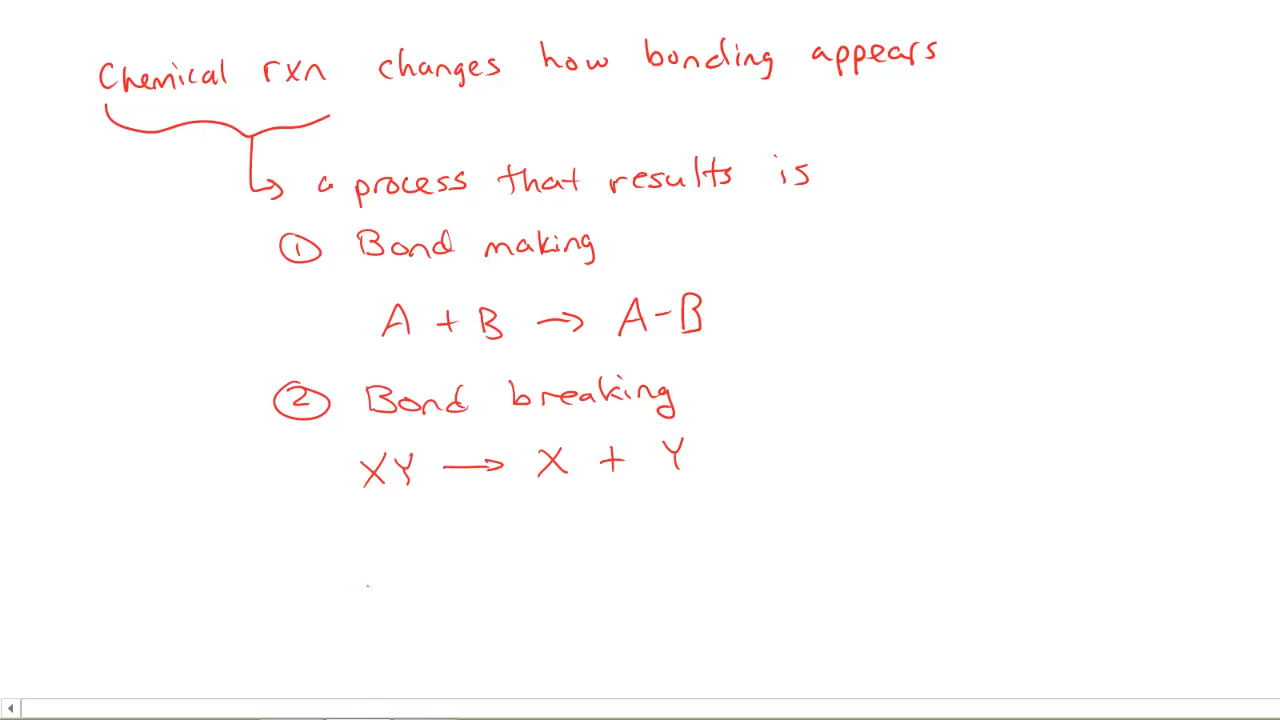 Chemical rxn changes how bonding appears
↳ a process that results is
① Bond making
A + B → A-B
② Bond breaking
XY → X + Y